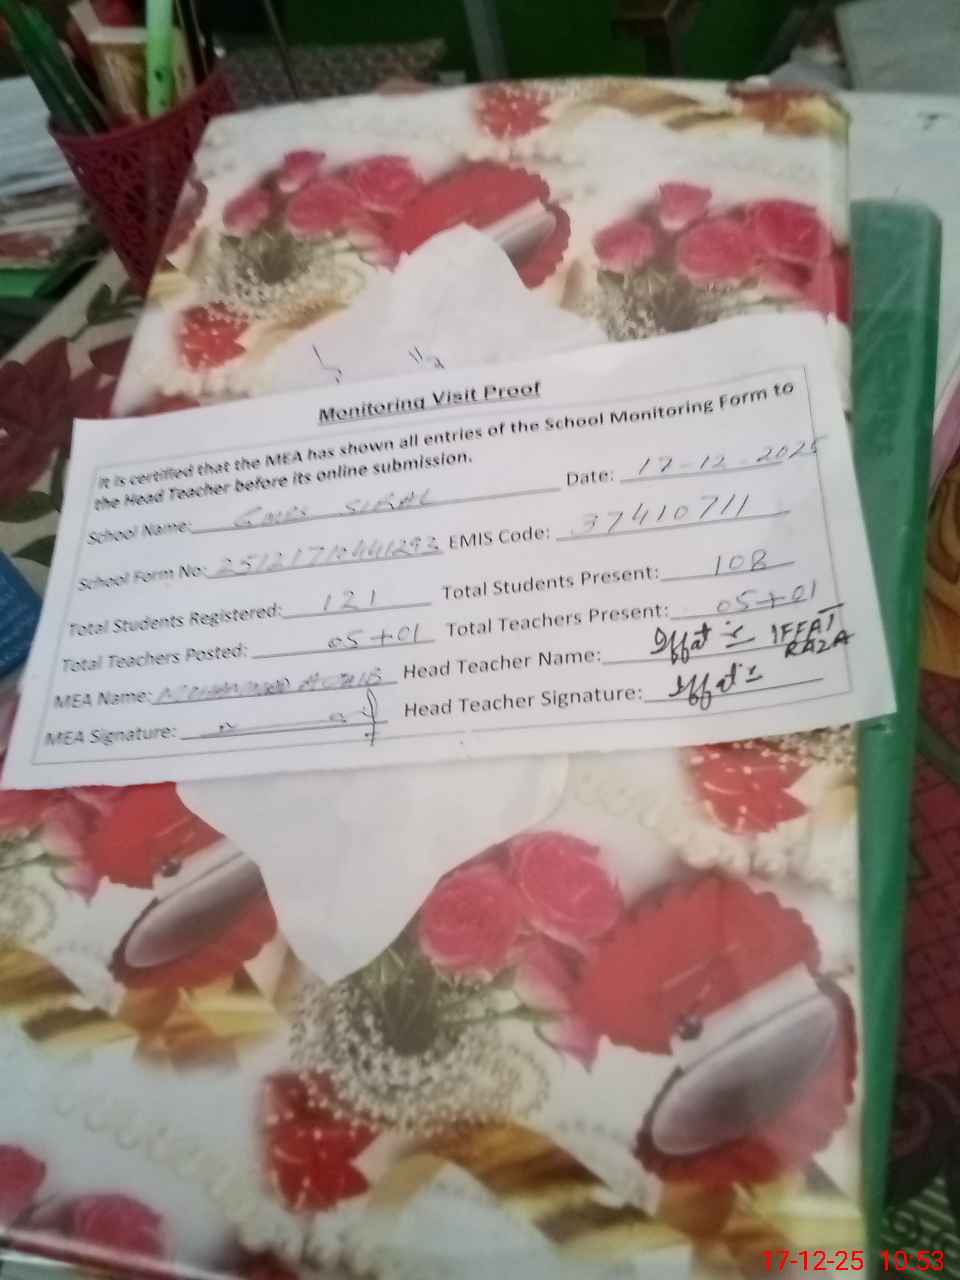 Monitoring Visit Proof
It is certified that the MEA has shown all entries of the School Monitoring Form to
the Head Teacher before its online submission.
School Name: Date: 17-12-2025
School Form No: EMIS Code: 37410711
Total Students Registered: 121 Total Students Present: 108
Total Teachers Posted: 05+01 Total Teachers Present: 05+01
MEA Name: Head Teacher Name: Iffat IFFAT RAZA
MEA Signature: Head Teacher Signature: Iffat
17-12-25 10:53